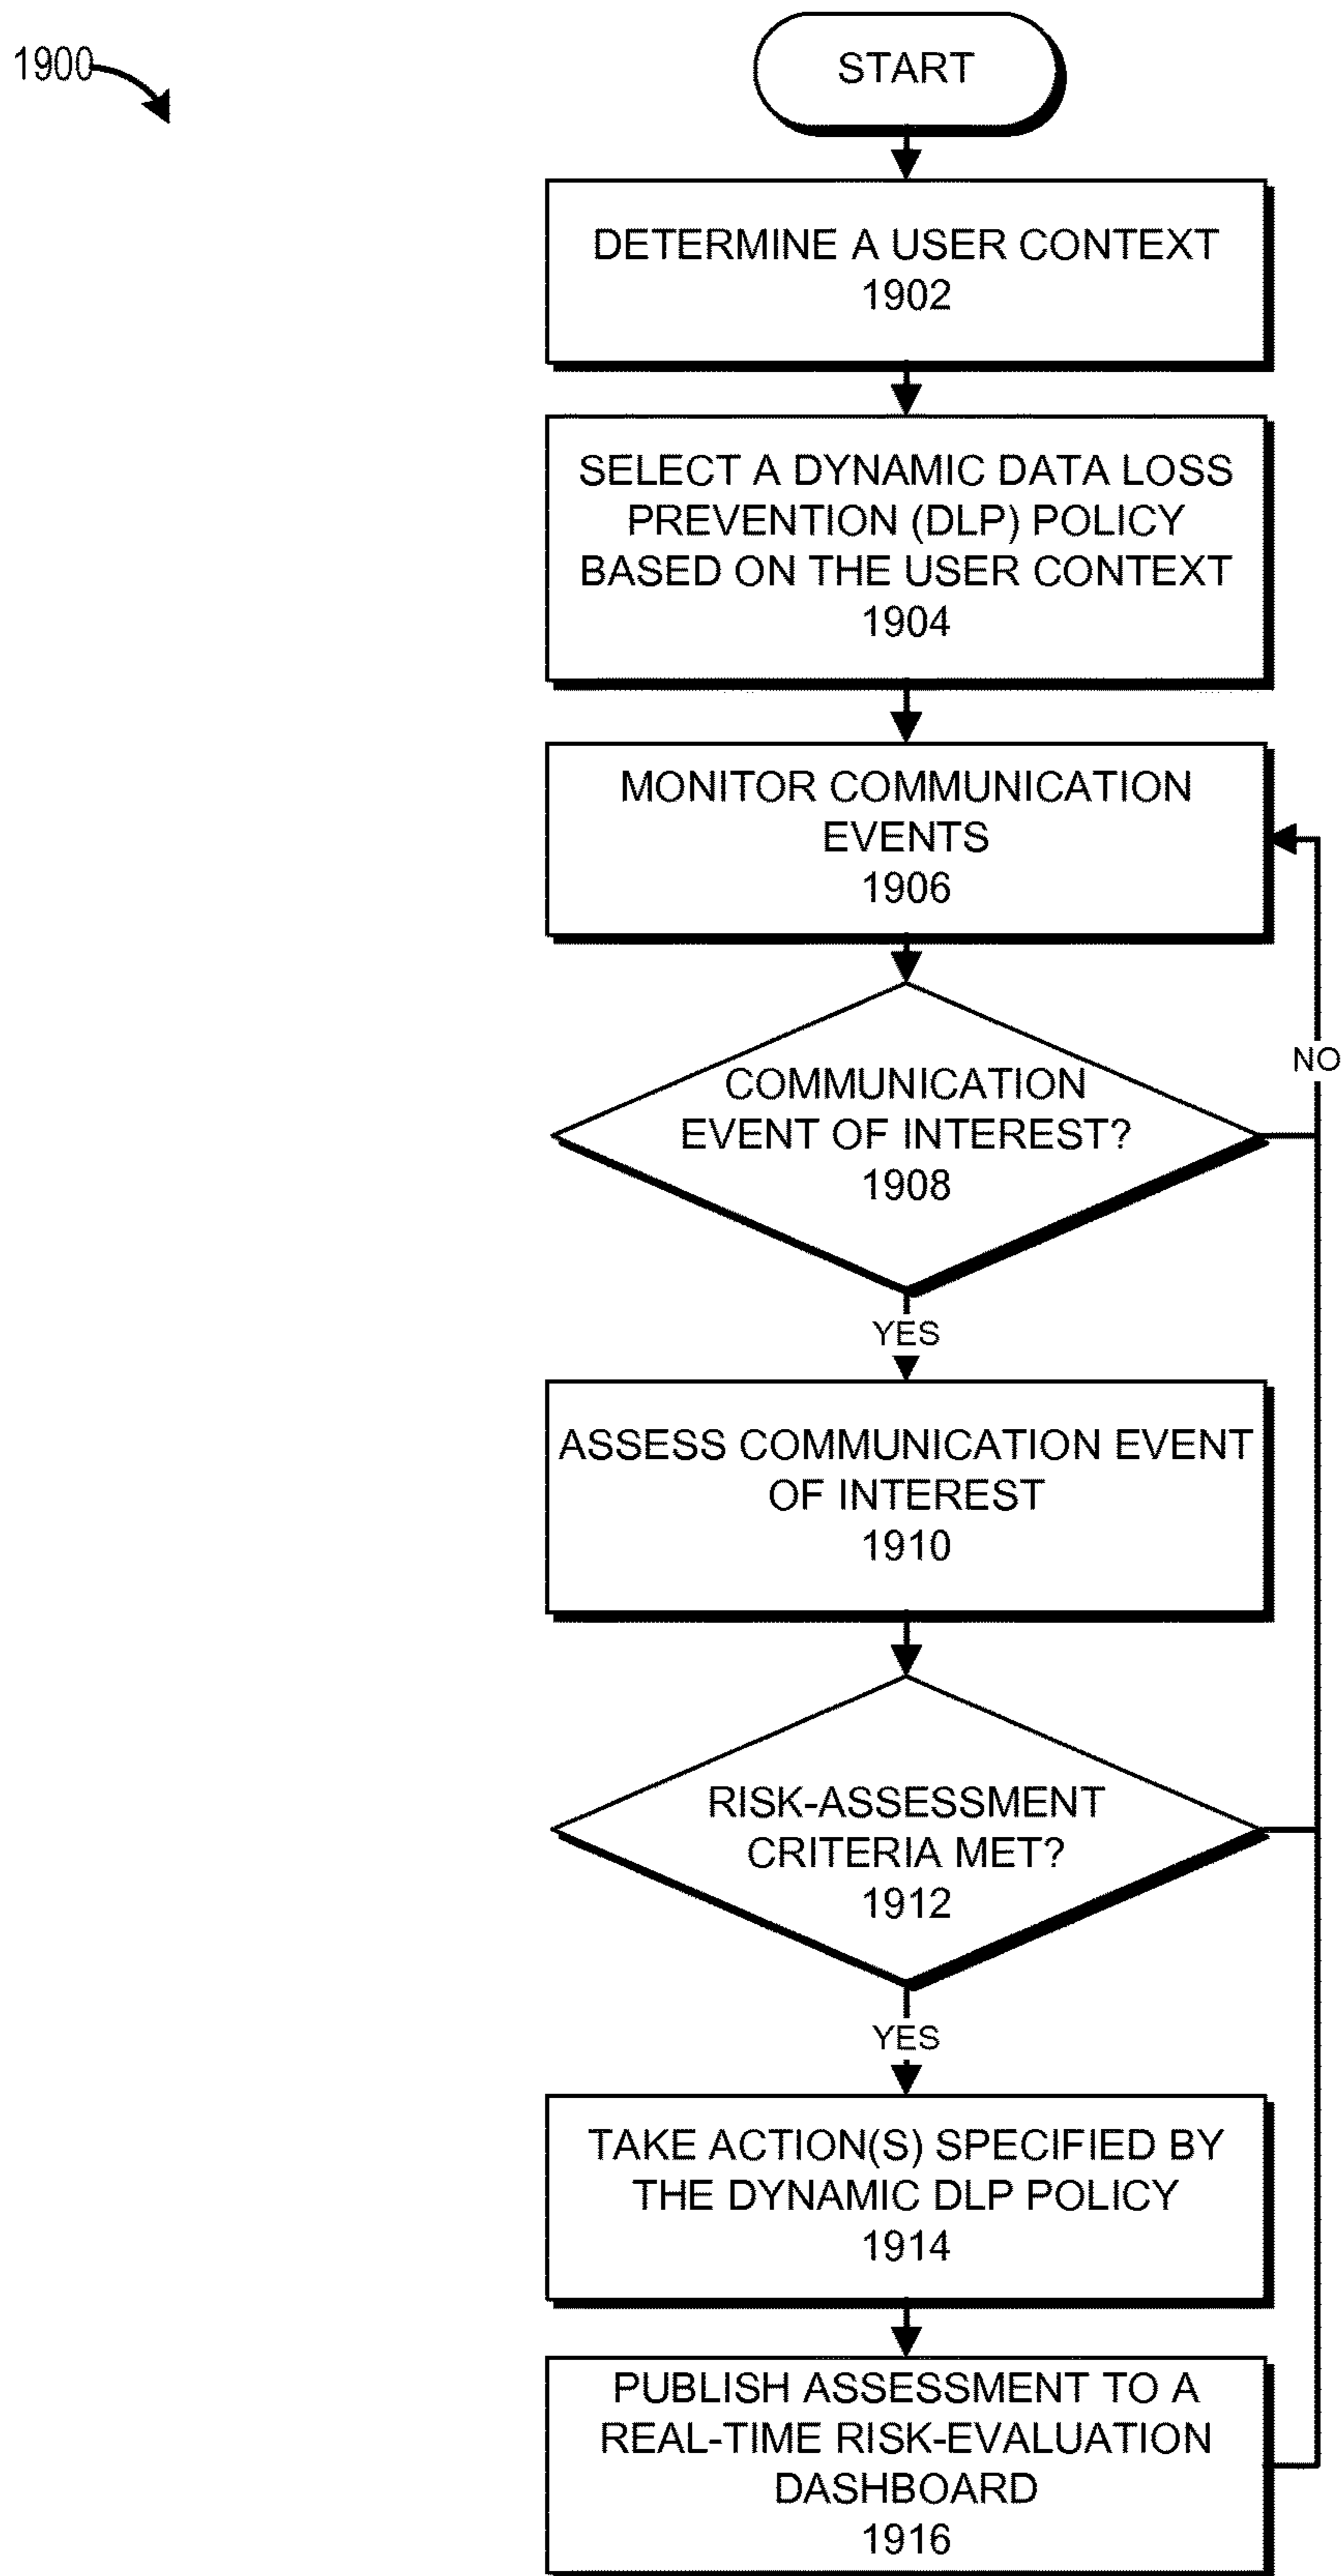 1900
START
DETERMINE A USER CONTEXT
1902
SELECT A DYNAMIC DATA LOSS
PREVENTION (DLP) POLICY
BASED ON THE USER CONTEXT
1904
MONITOR COMMUNICATION
EVENTS
1906
NO
COMMUNICATION
EVENT OF INTEREST?
1908
YES
ASSESS COMMUNICATION EVENT
OF INTEREST
1910
RISK-ASSESSMENT
CRITERIA MET?
1912
YES
TAKE ACTION(S) SPECIFIED BY
THE DYNAMIC DLP POLICY
1914
PUBLISH ASSESSMENT TO A
REAL-TIME RISK-EVALUATION
DASHBOARD
1916